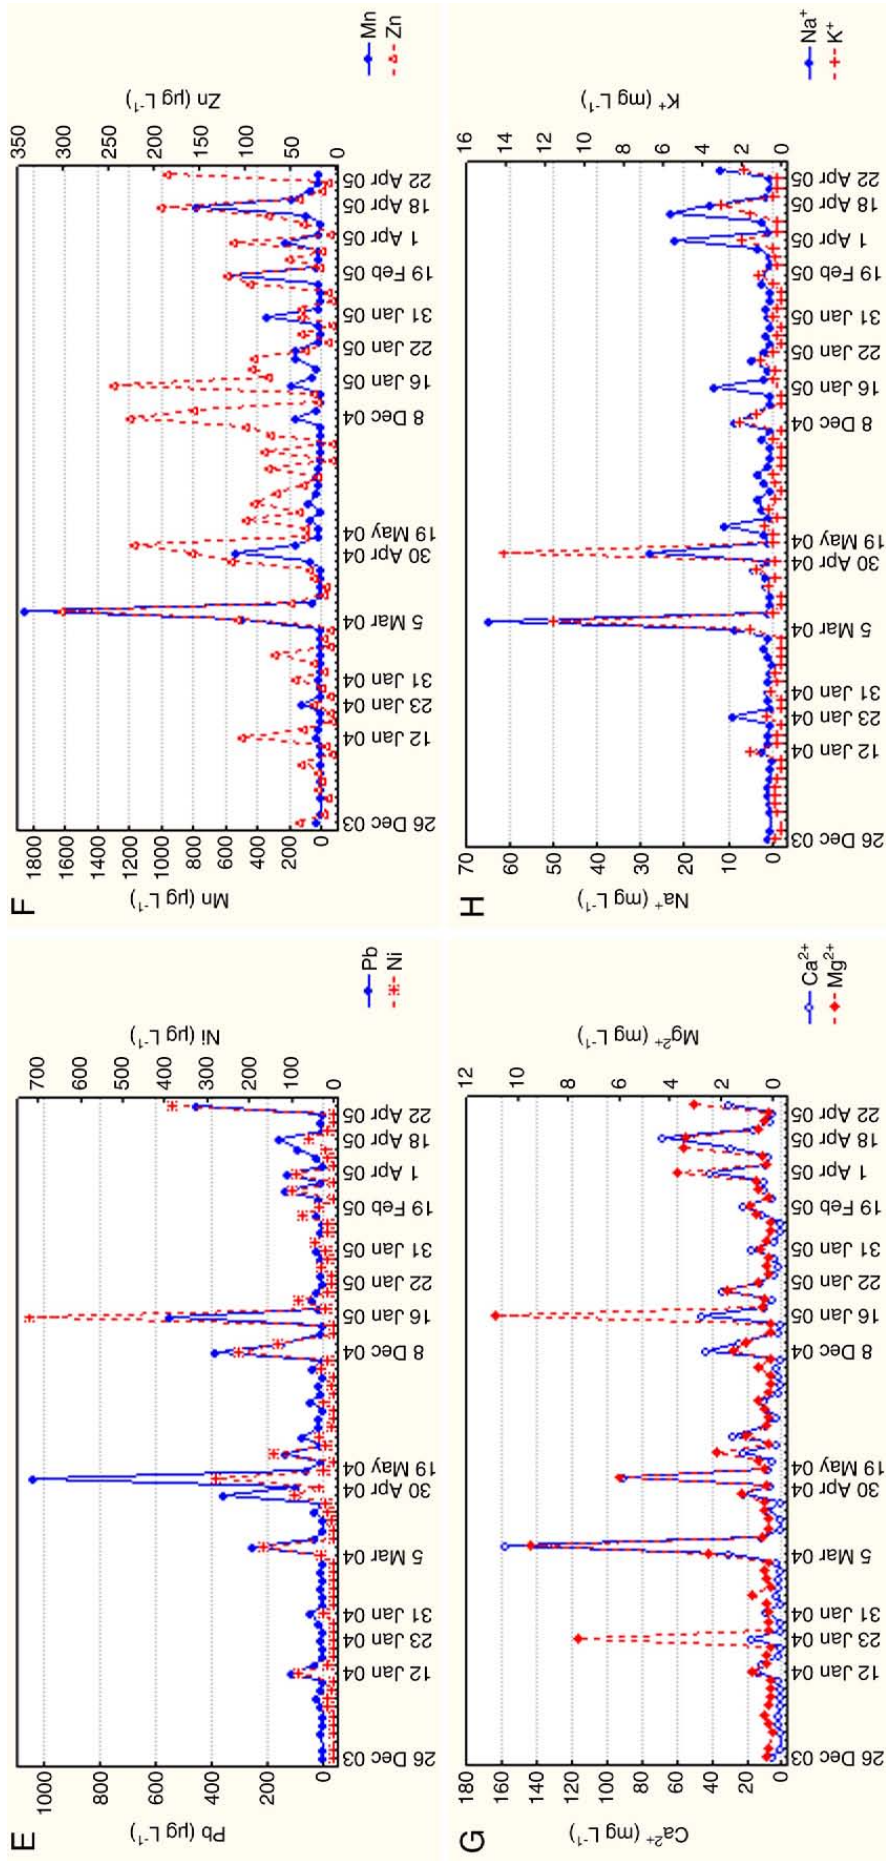 F
Mn (µg L⁻¹)
1800
1600
1400
1200
1000
800
600
400
200
0
Zn (µg L⁻¹)
350
300
250
200
150
100
50
0
26 Dec 03
12 Jan 04
23 Jan 04
31 Jan 04
5 Mar 04
30 Apr 04
19 May 04
8 Dec 04
16 Jan 05
22 Jan 05
31 Jan 05
19 Feb 05
1 Apr 05
18 Apr 05
22 Apr 05
Mn
Zn
H
Na⁺ (mg L⁻¹)
70
60
50
40
30
20
10
0
K⁺ (mg L⁻¹)
16
14
12
10
8
6
4
2
0
26 Dec 03
12 Jan 04
23 Jan 04
31 Jan 04
5 Mar 04
30 Apr 04
19 May 04
8 Dec 04
16 Jan 05
22 Jan 05
31 Jan 05
19 Feb 05
1 Apr 05
18 Apr 05
22 Apr 05
Na⁺
K⁺
E
Pb (µg L⁻¹)
1000
800
600
400
200
0
Ni (µg L⁻¹)
700
600
500
400
300
200
100
0
26 Dec 03
12 Jan 04
23 Jan 04
31 Jan 04
5 Mar 04
30 Apr 04
19 May 04
8 Dec 04
16 Jan 05
22 Jan 05
31 Jan 05
19 Feb 05
1 Apr 05
18 Apr 05
22 Apr 05
Pb
Ni
G
Ca²⁺ (mg L⁻¹)
180
160
140
120
100
80
60
40
20
0
Mg²⁺ (mg L⁻¹)
12
10
8
6
4
2
0
26 Dec 03
12 Jan 04
23 Jan 04
31 Jan 04
5 Mar 04
30 Apr 04
19 May 04
8 Dec 04
16 Jan 05
22 Jan 05
31 Jan 05
19 Feb 05
1 Apr 05
18 Apr 05
22 Apr 05
Ca²⁺
Mg²⁺